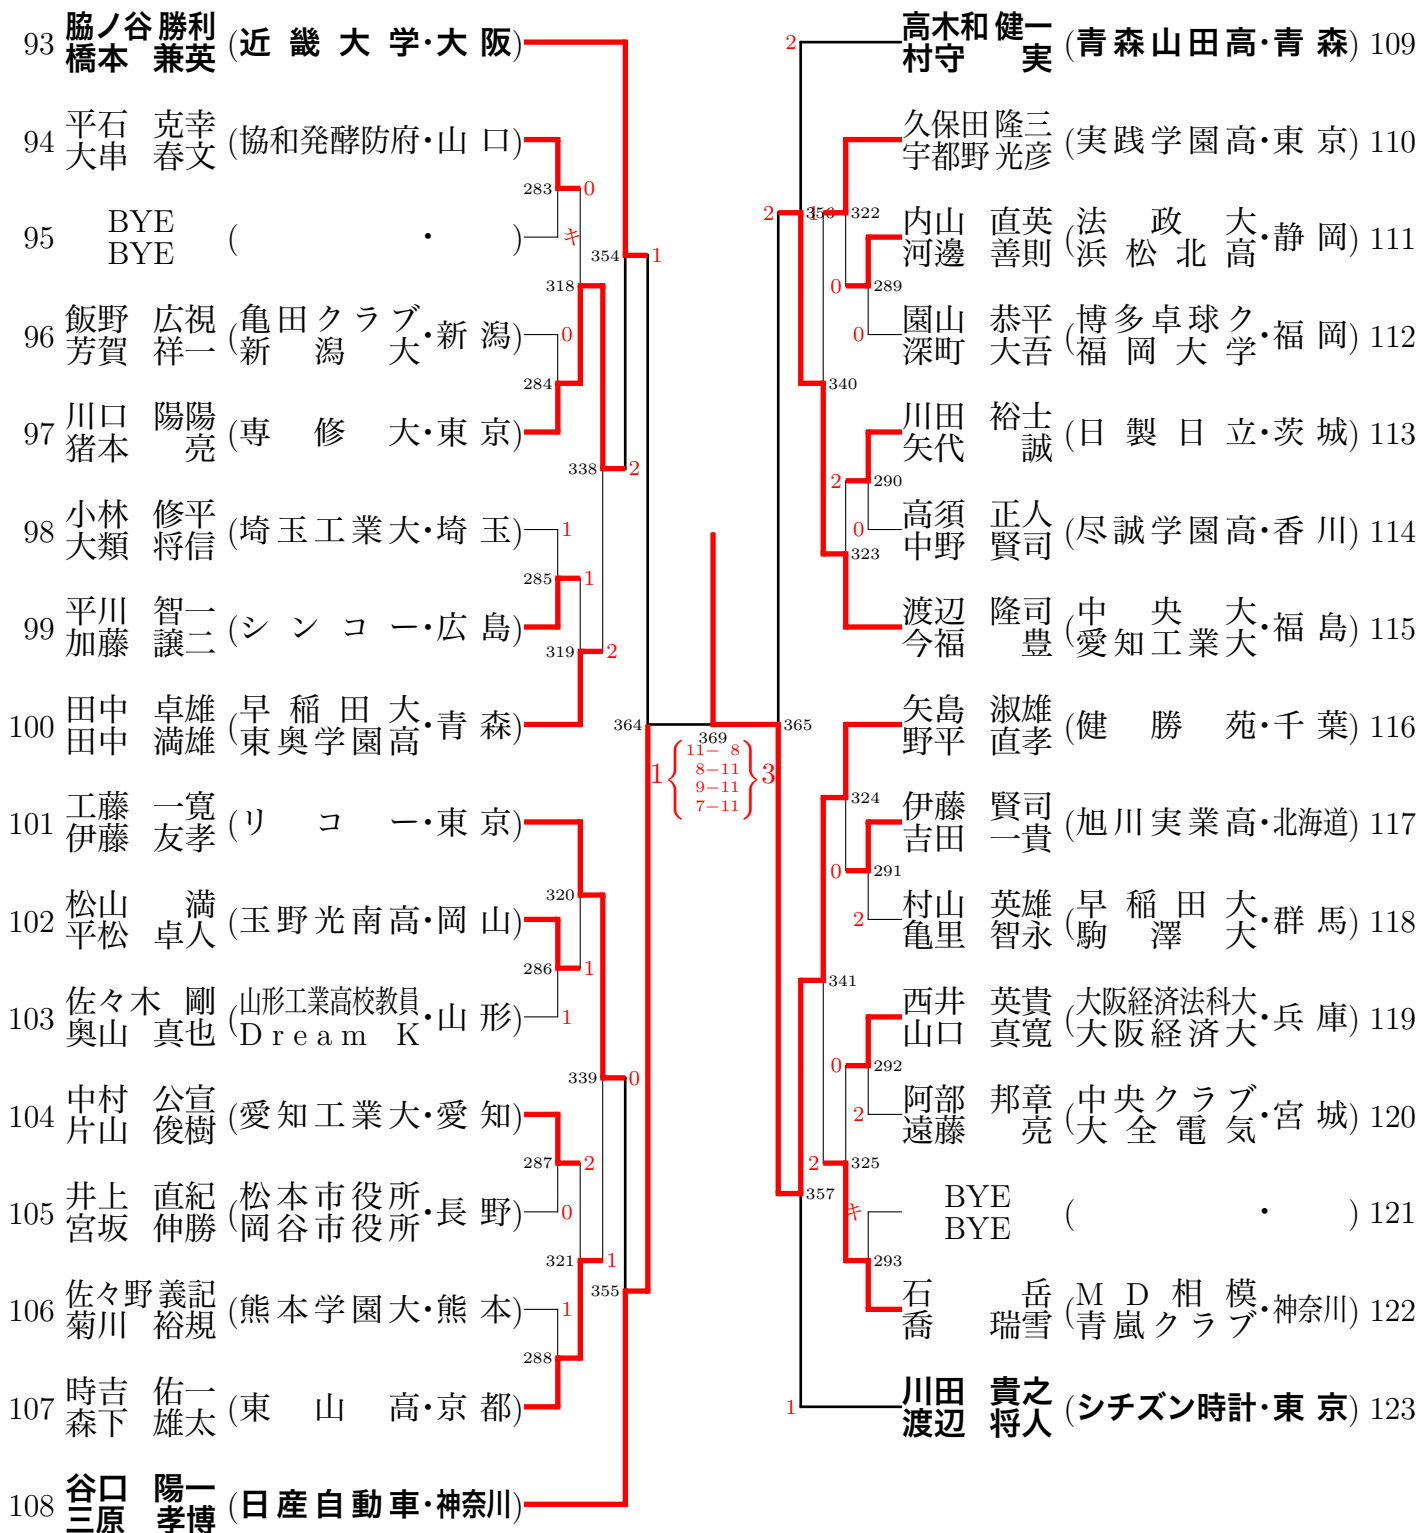 93 脇ノ谷 勝利 (近畿大学・大阪)
橋本 兼英
94 平石 克幸 (協和発酵防府・山口)
大串 春文
95 BYE ( ・ )
BYE
96 飯野 広視 (亀田クラブ・新潟)
芳賀 祥一 新潟大
97 川口 陽陽 (専修大・東京)
猪本 亮
98 小林 修平 (埼玉工業大・埼玉)
大類 将信
99 平川 智一 (シンコー・広島)
加藤 譲二
100 田中 卓雄 (早稲田大・青森)
田中 満雄 東奥学園高
101 工藤 一寛 (リコー・東京)
伊藤 友孝
102 松山 満 (玉野光南高・岡山)
平松 卓人
103 佐々木 剛 (山形工業高校教員・山形)
奥山 真也 Dream K
104 中村 公宣 (愛知工業大・愛知)
片山 俊樹
105 井上 直紀 (松本市役所・長野)
宮坂 伸勝 岡谷市役所
106 佐々野 義記 (熊本学園大・熊本)
菊川 裕規
107 時吉 佑一 (東山高・京都)
森下 雄太
108 谷口 陽一 (日産自動車・神奈川)
三原 孝博
283 0
キ
354 1
318
0
284
338 2
1
285 1
319 2
364
320
286 1
1
339 0
287 2
0
321 1
355
1
288
369
1 11− 8 3
8−11
9−11
7−11
高木和 健一 (青森山田高・青森) 109
村守 実
久保田 隆三 (実践学園高・東京) 110
宇都野 光彦
内山 直英 (法政大・静岡) 111
河邊 善則 浜松北高
園山 恭平 (博多卓球ク・福岡) 112
深町 大吾 福岡大学
川田 裕士 (日製日立・茨城) 113
矢代 誠
高須 正人 (尽誠学園高・香川) 114
中野 賢司
渡辺 隆司 (中央大・福島) 115
今福 豊 愛知工業大
矢島 淑雄 (健勝苑・千葉) 116
野平 直孝
伊藤 賢司 (旭川実業高・北海道) 117
吉田 一貴
村山 英雄 (早稲田大・群馬) 118
亀里 智永 駒澤大
西井 英貴 (大阪経済法科大・兵庫) 119
山口 真寛 大阪経済大
阿部 邦章 (中央クラブ・宮城) 120
遠藤 亮 大全電気
BYE ( ・ ) 121
BYE
石 岳 (MD相模・神奈川) 122
喬 瑞雪 青嵐クラブ
川田 貴之 (シチズン時計・東京) 123
渡辺 将人
2
2 356 1 322
0 289
0
340
2 290
0
323
365
324
0 291
2
341
0 292
2
2 325
357
キ
293
1